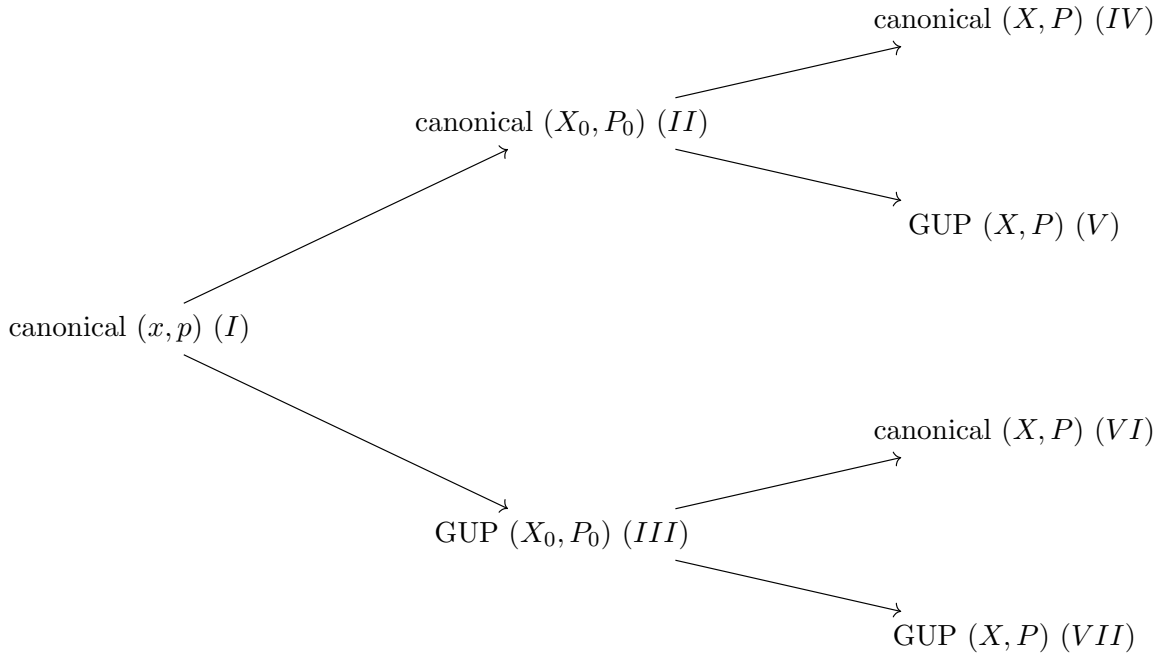 canonical (X, P) (IV)
canonical (X₀, P₀) (II)
GUP (X, P) (V)
canonical (x, p) (I)
canonical (X, P) (VI)
GUP (X₀, P₀) (III)
GUP (X, P) (VII)